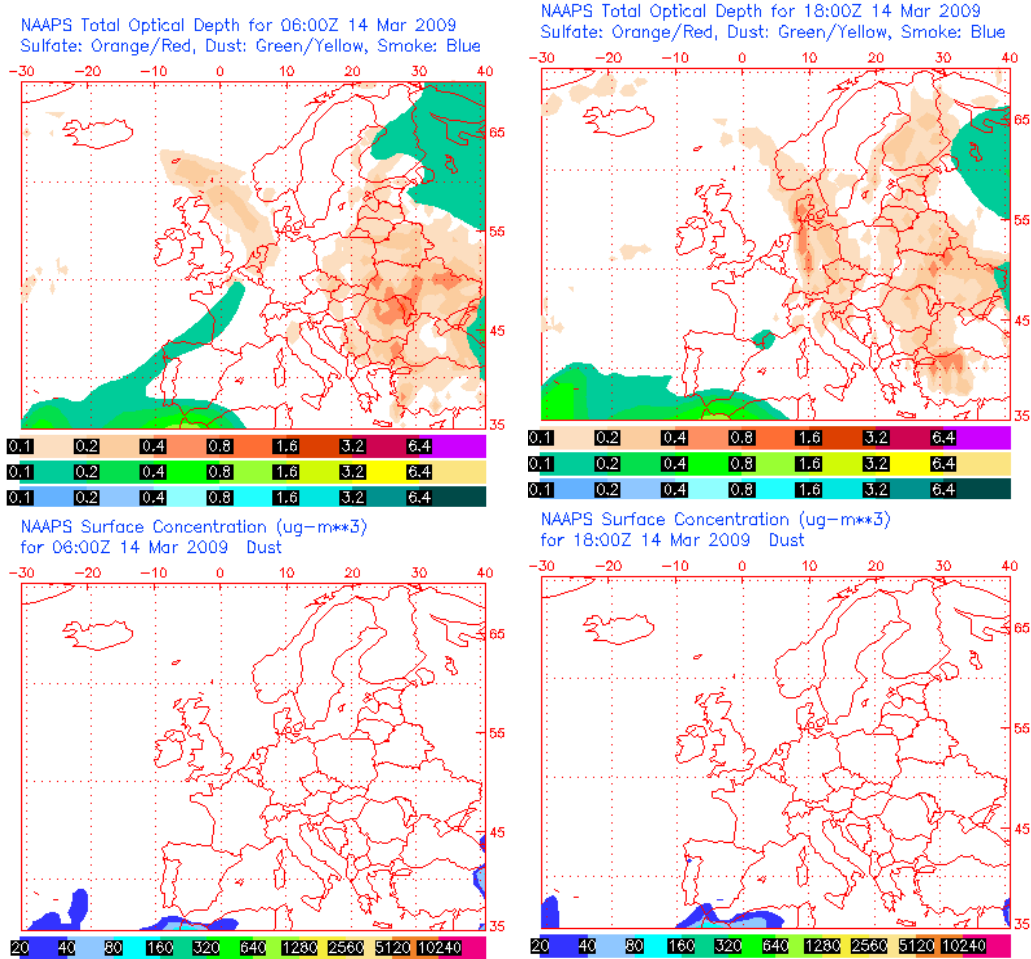 NAAPS Total Optical Depth for 06:00Z 14 Mar 2009
Sulfate: Orange/Red, Dust: Green/Yellow, Smoke: Blue
-30 -20 -10 0 10 20 30 40
65
55
45
35
0.1 0.2 0.4 0.8 1.6 3.2 6.4
0.1 0.2 0.4 0.8 1.6 3.2 6.4
0.1 0.2 0.4 0.8 1.6 3.2 6.4
NAAPS Total Optical Depth for 18:00Z 14 Mar 2009
Sulfate: Orange/Red, Dust: Green/Yellow, Smoke: Blue
-30 -20 -10 0 10 20 30 40
65
55
45
35
0.1 0.2 0.4 0.8 1.6 3.2 6.4
0.1 0.2 0.4 0.8 1.6 3.2 6.4
0.1 0.2 0.4 0.8 1.6 3.2 6.4
NAAPS Surface Concentration (ug-m**3)
for 06:00Z 14 Mar 2009 Dust
-30 -20 -10 0 10 20 30 40
65
55
45
35
20 40 80 160 320 640 1280 2560 5120 10240
NAAPS Surface Concentration (ug-m**3)
for 18:00Z 14 Mar 2009 Dust
-30 -20 -10 0 10 20 30 40
65
55
45
35
20 40 80 160 320 640 1280 2560 5120 10240